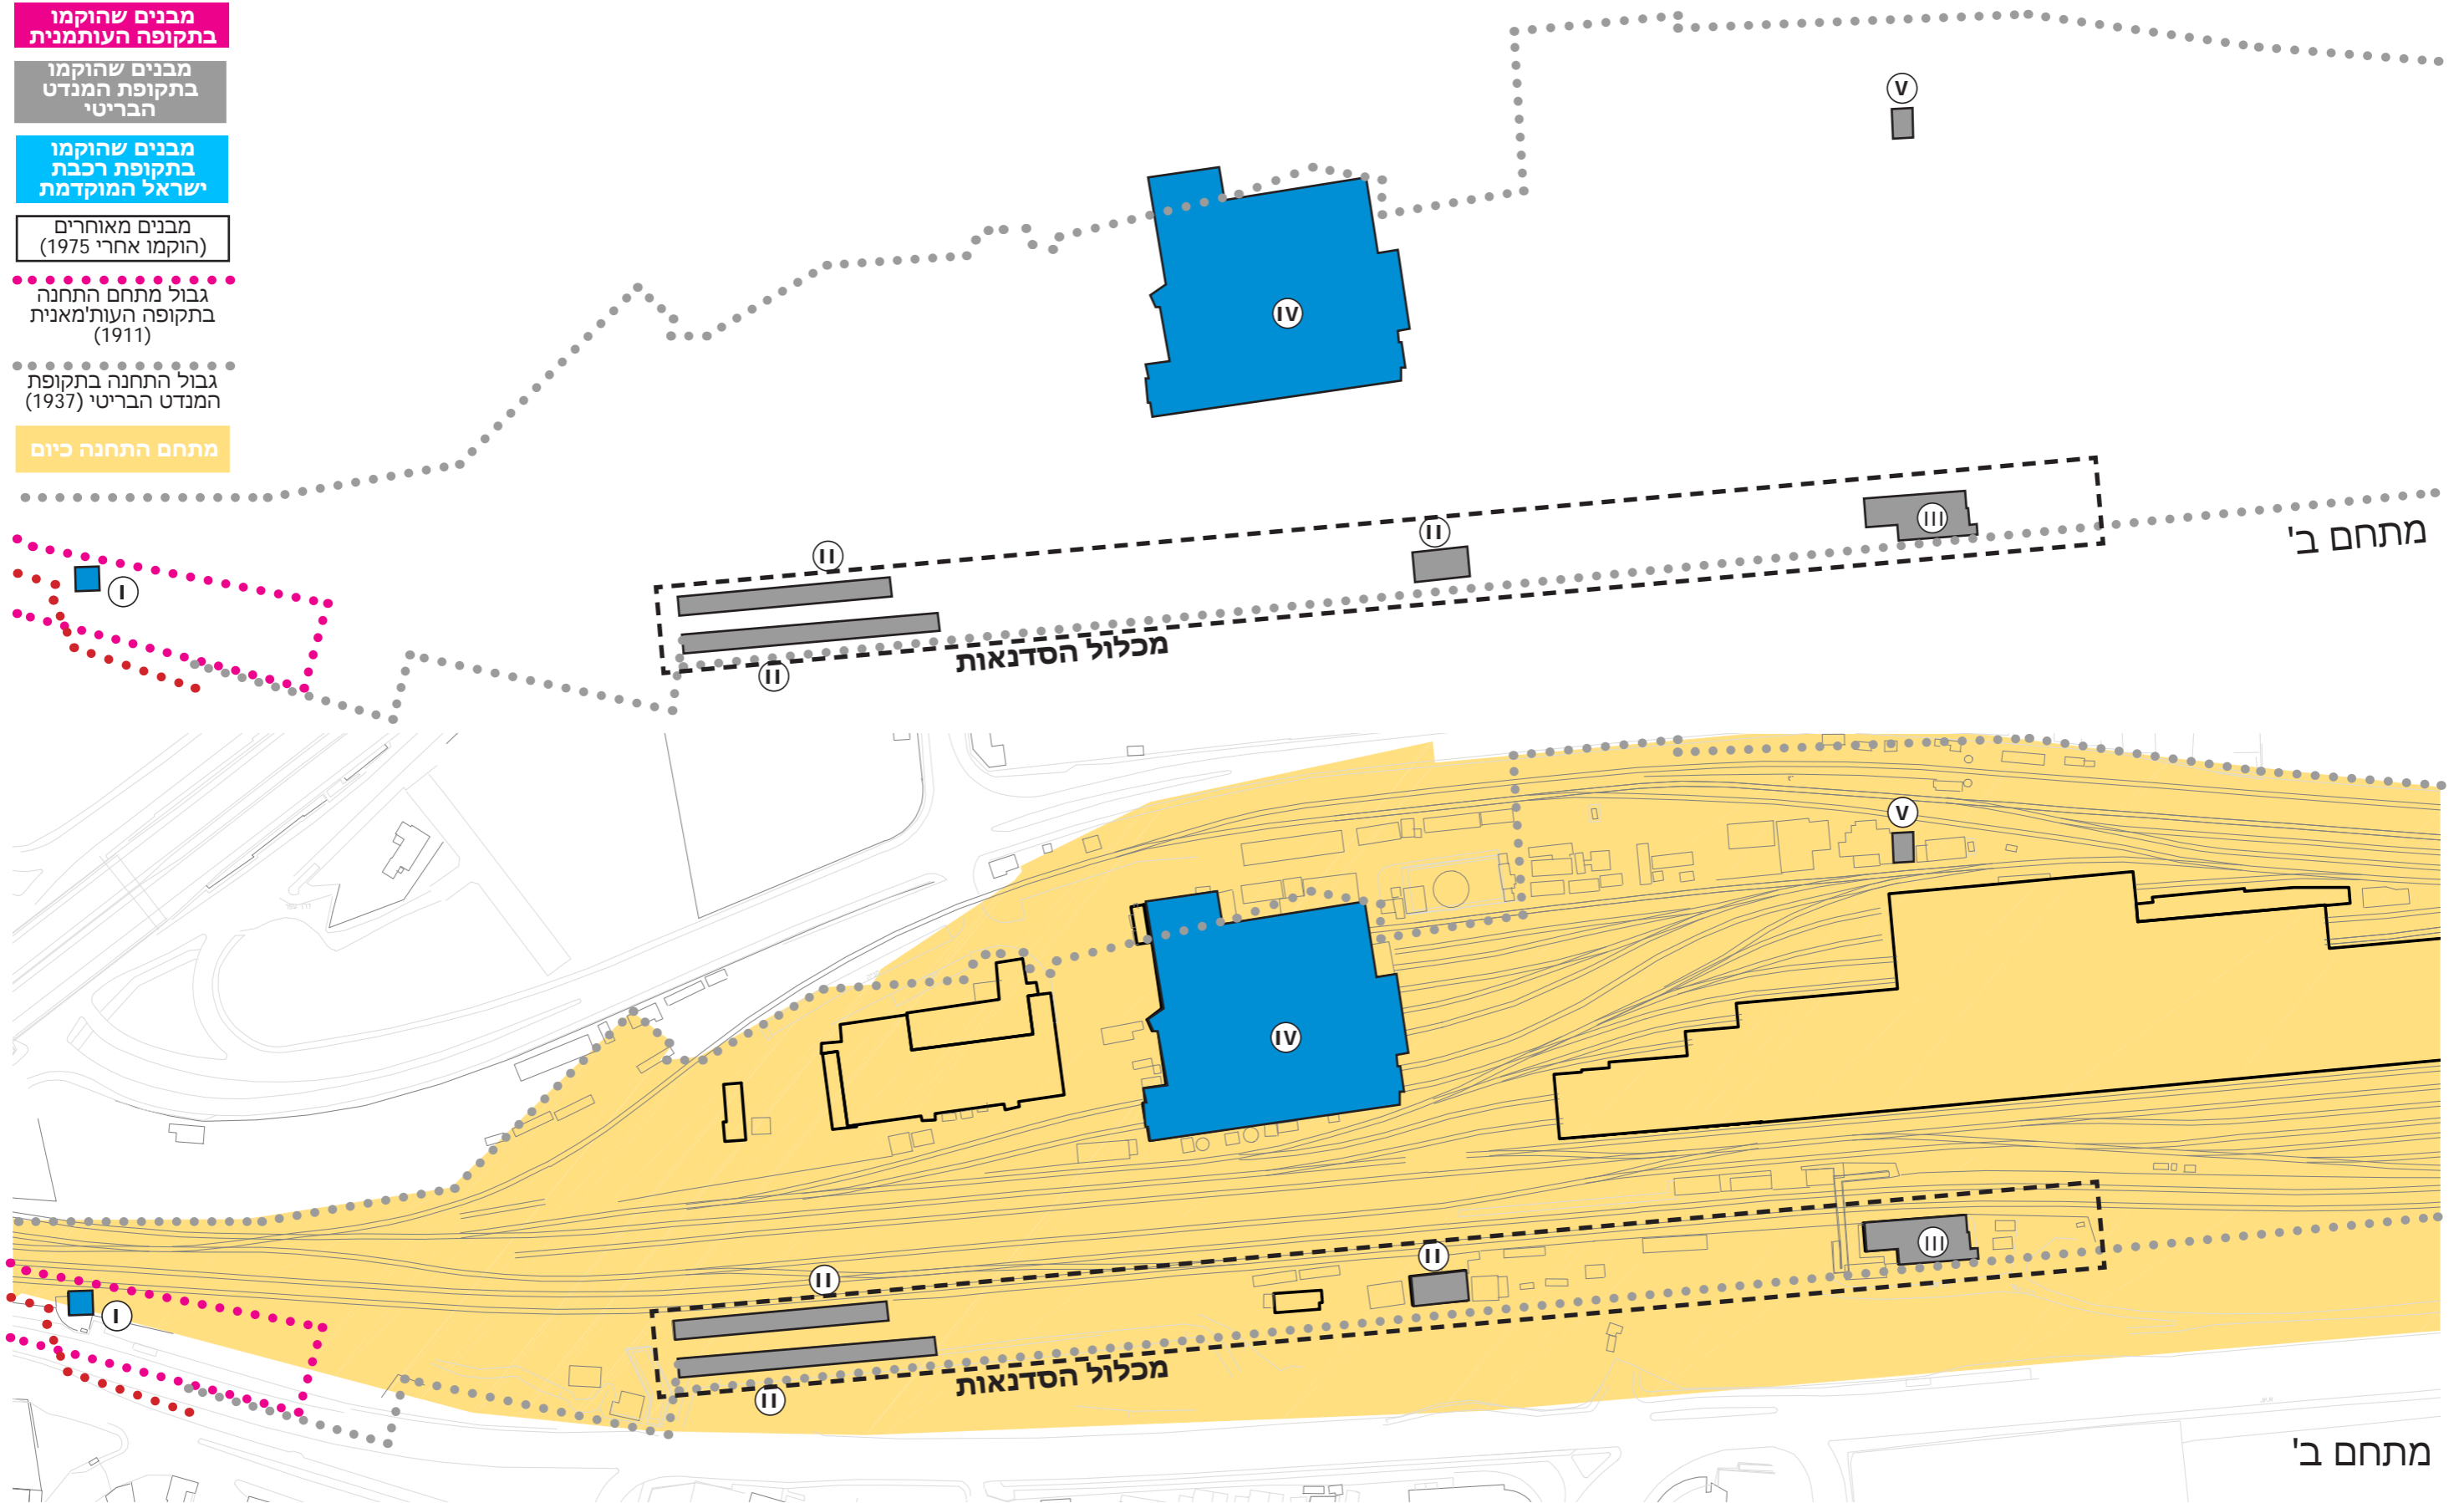 מבנים שהוקמו
בתקופה העותמנית
מבנים שהוקמו
בתקופת המנדט
הבריטי
מבנים שהוקמו
בתקופת רכבת
ישראל המוקדמת
מבנים מאוחרים
(הוקמו אחרי 1975)
גבול מתחם התחנה
בתקופה העות'מאנית
(1911)
גבול התחנה בתקופת
המנדט הבריטי (1937)
מתחם התחנה כיום
V
IV
III
II
II
I
II
מכלול הסדנאות
מתחם ב'
V
IV
III
II
II
I
II
מכלול הסדנאות
מתחם ב'